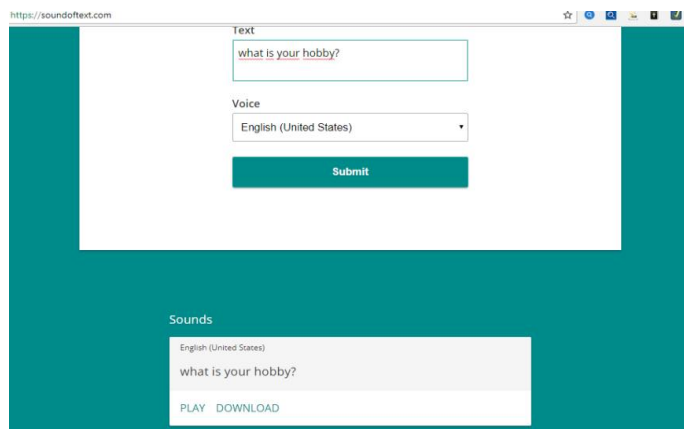 https://soundoftext.com
Text
what is your hobby?
Voice
English (United States)
Submit
Sounds
English (United States)
what is your hobby?
PLAY DOWNLOAD